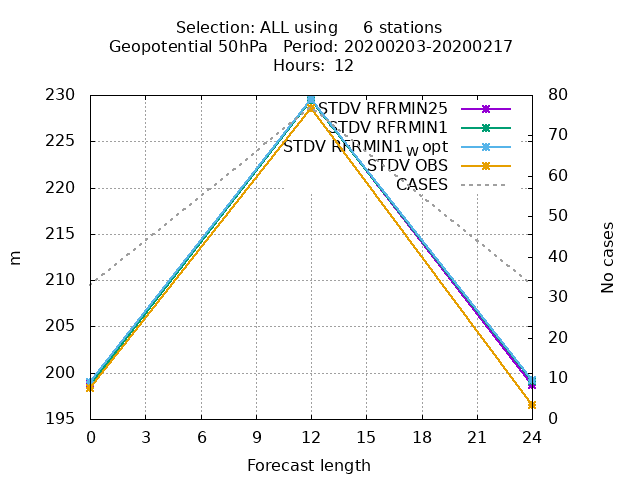 Selection: ALL using     6 stations
Geopotential 50hPa   Period: 20200203-20200217
Hours: 12
230
225
220
215
210
205
200
195
80
70
60
50
40
30
20
10
0
STDV RFRMIN25
STDV RFRMIN1
STDV RFRMIN1wopt
STDV OBS
CASES
m
No cases
0 3 6 9 12 15 18 21 24
Forecast length